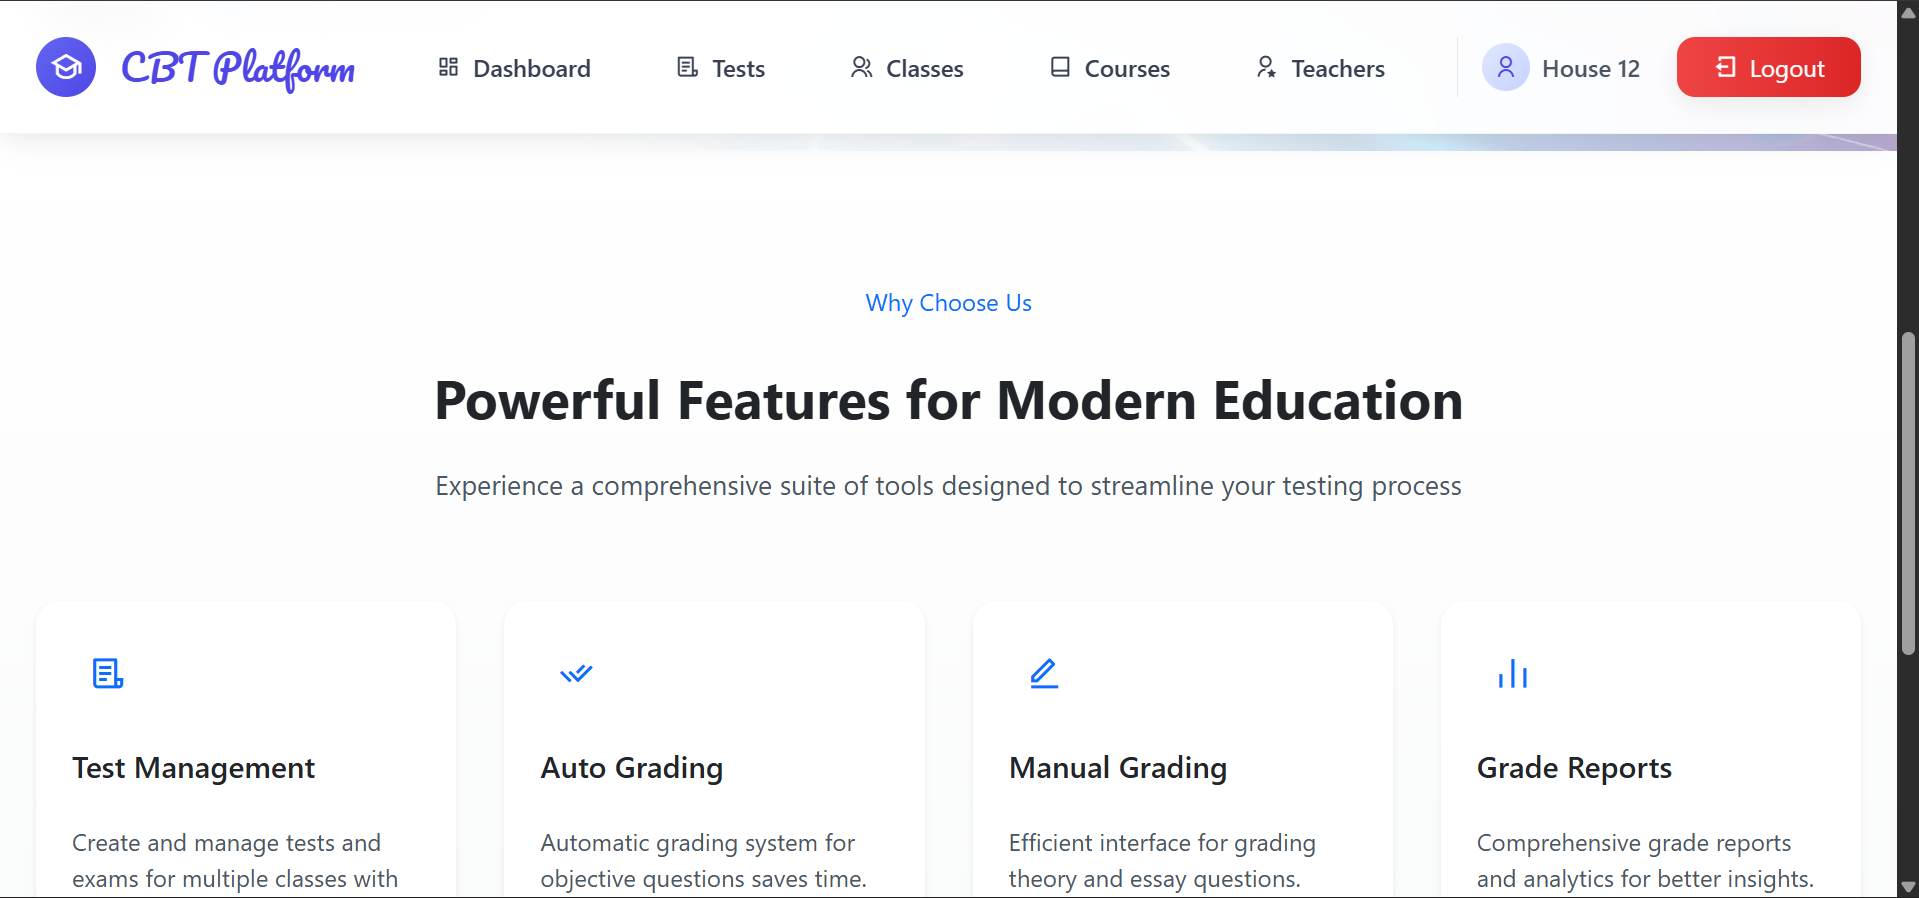 CBT Platform
Dashboard
Tests
Classes
Courses
Teachers
House 12
Logout
Why Choose Us
Powerful Features for Modern Education
Experience a comprehensive suite of tools designed to streamline your testing process
Test Management
Create and manage tests and
exams for multiple classes with
Auto Grading
Automatic grading system for
objective questions saves time.
Manual Grading
Efficient interface for grading
theory and essay questions.
Grade Reports
Comprehensive grade reports
and analytics for better insights.